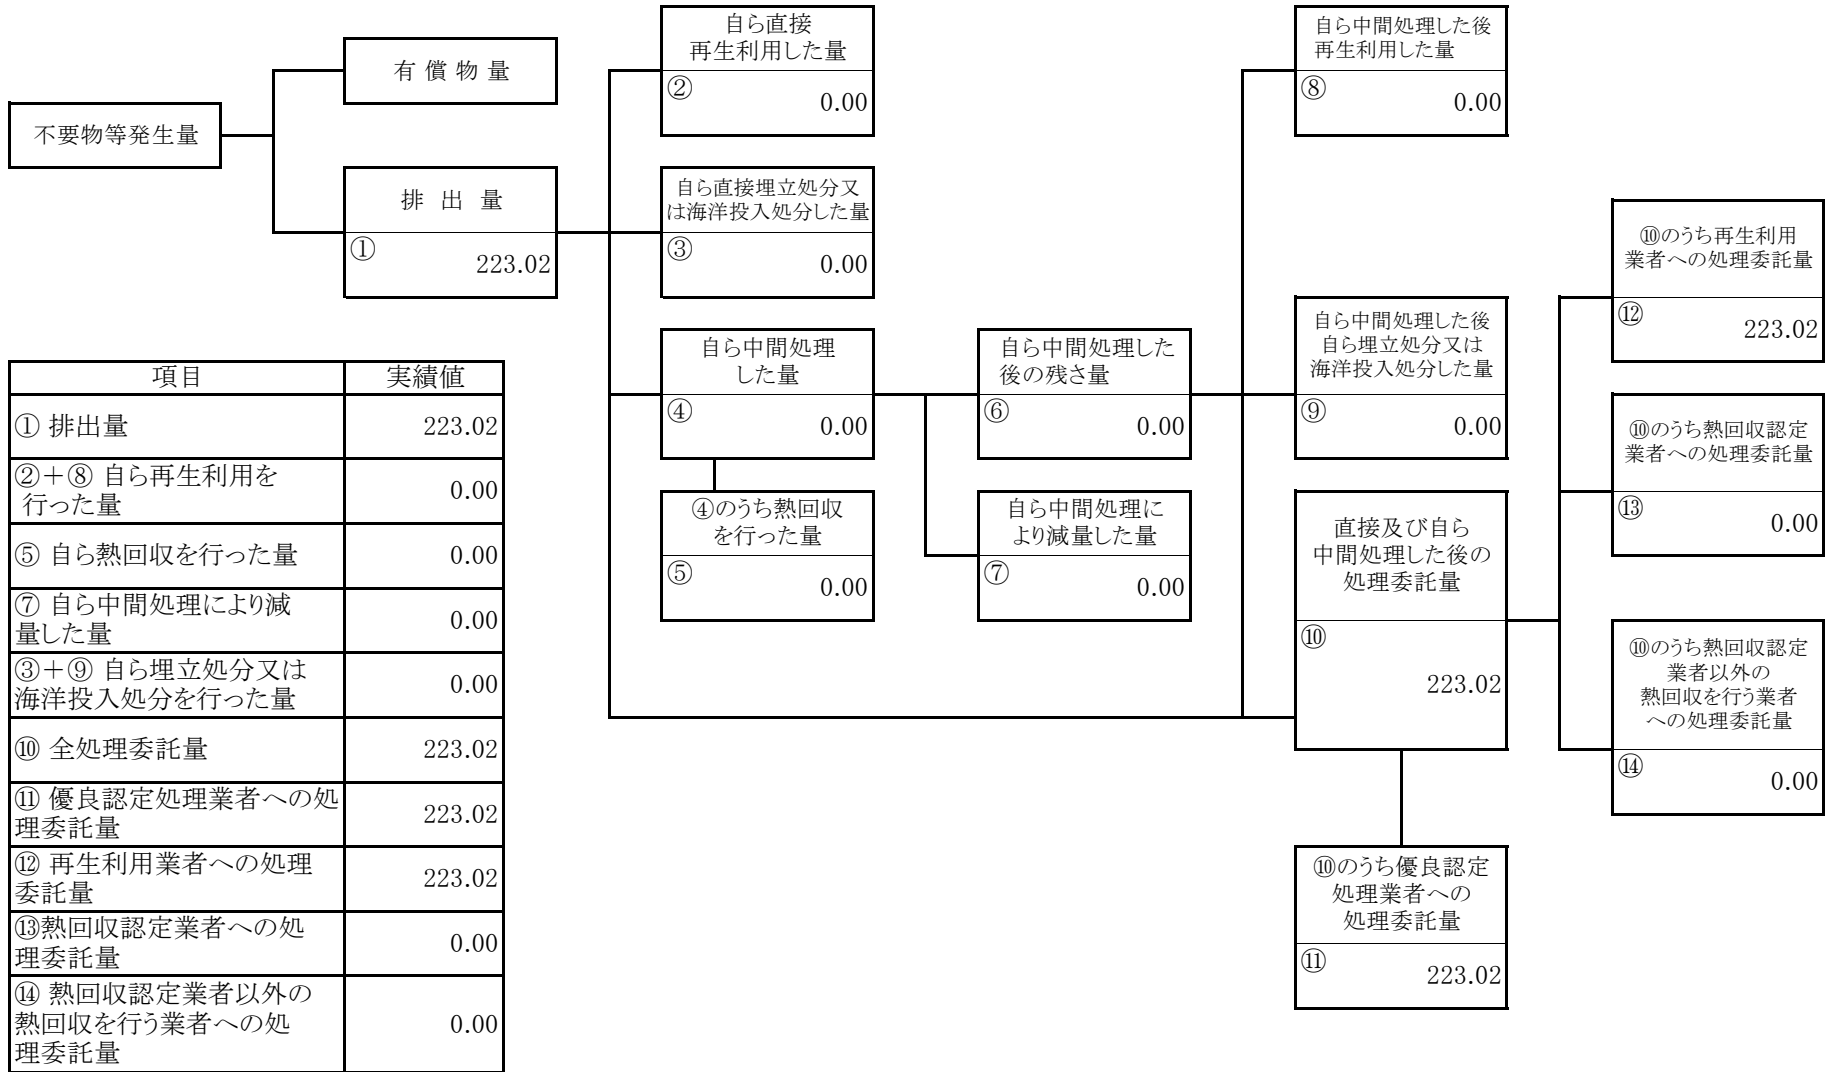 不要物等発生量
有 償 物 量
排 出 量
①
223.02
自ら直接
再生利用した量
②
0.00
自ら直接埋立処分又
は海洋投入処分した量
③
0.00
自ら中間処理
した量
④
0.00
④のうち熱回収
を行った量
⑤
0.00
自ら中間処理した
後の残さ量
⑥
0.00
自ら中間処理に
より減量した量
⑦
0.00
自ら中間処理した後
再生利用した量
⑧
0.00
自ら中間処理した後
自ら埋立処分又は
海洋投入処分した量
⑨
0.00
直接及び自ら
中間処理した後の
処理委託量
⑩
223.02
⑩のうち優良認定
処理業者への
処理委託量
⑪
223.02
⑩のうち再生利用
業者への処理委託量
⑫
223.02
⑩のうち熱回収認定
業者への処理委託量
⑬
0.00
⑩のうち熱回収認定
業者以外の
熱回収を行う業者
への処理委託量
⑭
0.00
項目 実績値
① 排出量 223.02
②＋⑧ 自ら再生利用を
行った量 0.00
⑤ 自ら熱回収を行った量 0.00
⑦ 自ら中間処理により減
量した量 0.00
③＋⑨ 自ら埋立処分又は
海洋投入処分を行った量 0.00
⑩ 全処理委託量 223.02
⑪ 優良認定処理業者への処
理委託量 223.02
⑫ 再生利用業者への処理
委託量 223.02
⑬熱回収認定業者への処
理委託量 0.00
⑭ 熱回収認定業者以外の
熱回収を行う業者への処
理委託量 0.00